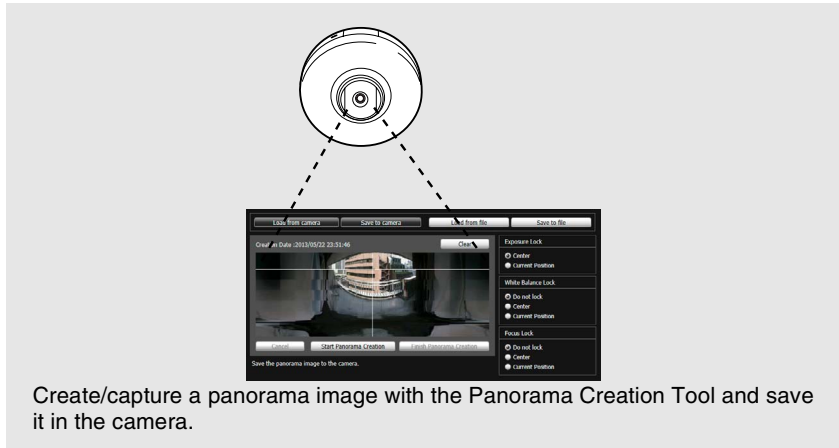 Load from camera Save to camera Load from file Save to file
Creation Date :2013/05/22 23:51:46 Clear
Exposure Lock
Center
Current Position
White Balance Lock
Do not lock
Center
Current Position
Focus Lock
Do not lock
Center
Current Position
Cancel Start Panorama Creation Finish Panorama Creation
Save the panorama image to the camera.
Create/capture a panorama image with the Panorama Creation Tool and save
it in the camera.